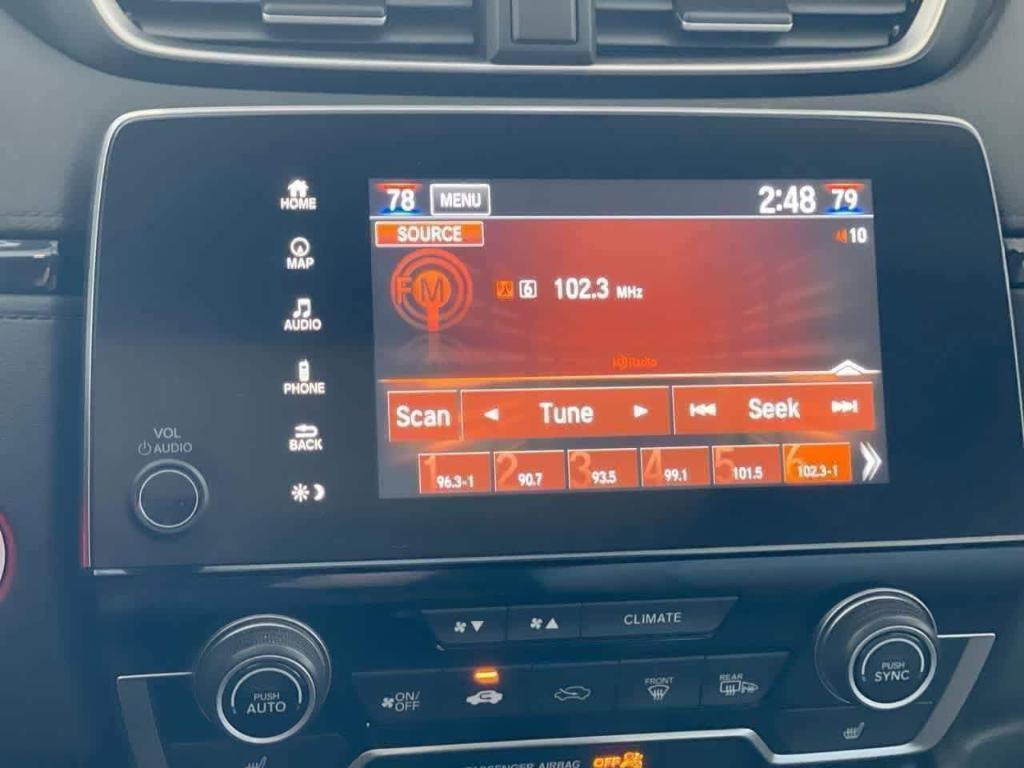 HOME
MAP
AUDIO
PHONE
BACK
VOL
AUDIO
78 MENU 2:48 79
SOURCE 10
FM 6 102.3 MHz
HD Radio
Scan Tune Seek
1 96.3-1 2 90.7 3 93.5 4 99.1 5 101.5 6 102.3-1
CLIMATE
ON/
OFF
FRONT
REAR
PUSH
AUTO
PUSH
SYNC
PASSENGER AIRBAG OFF